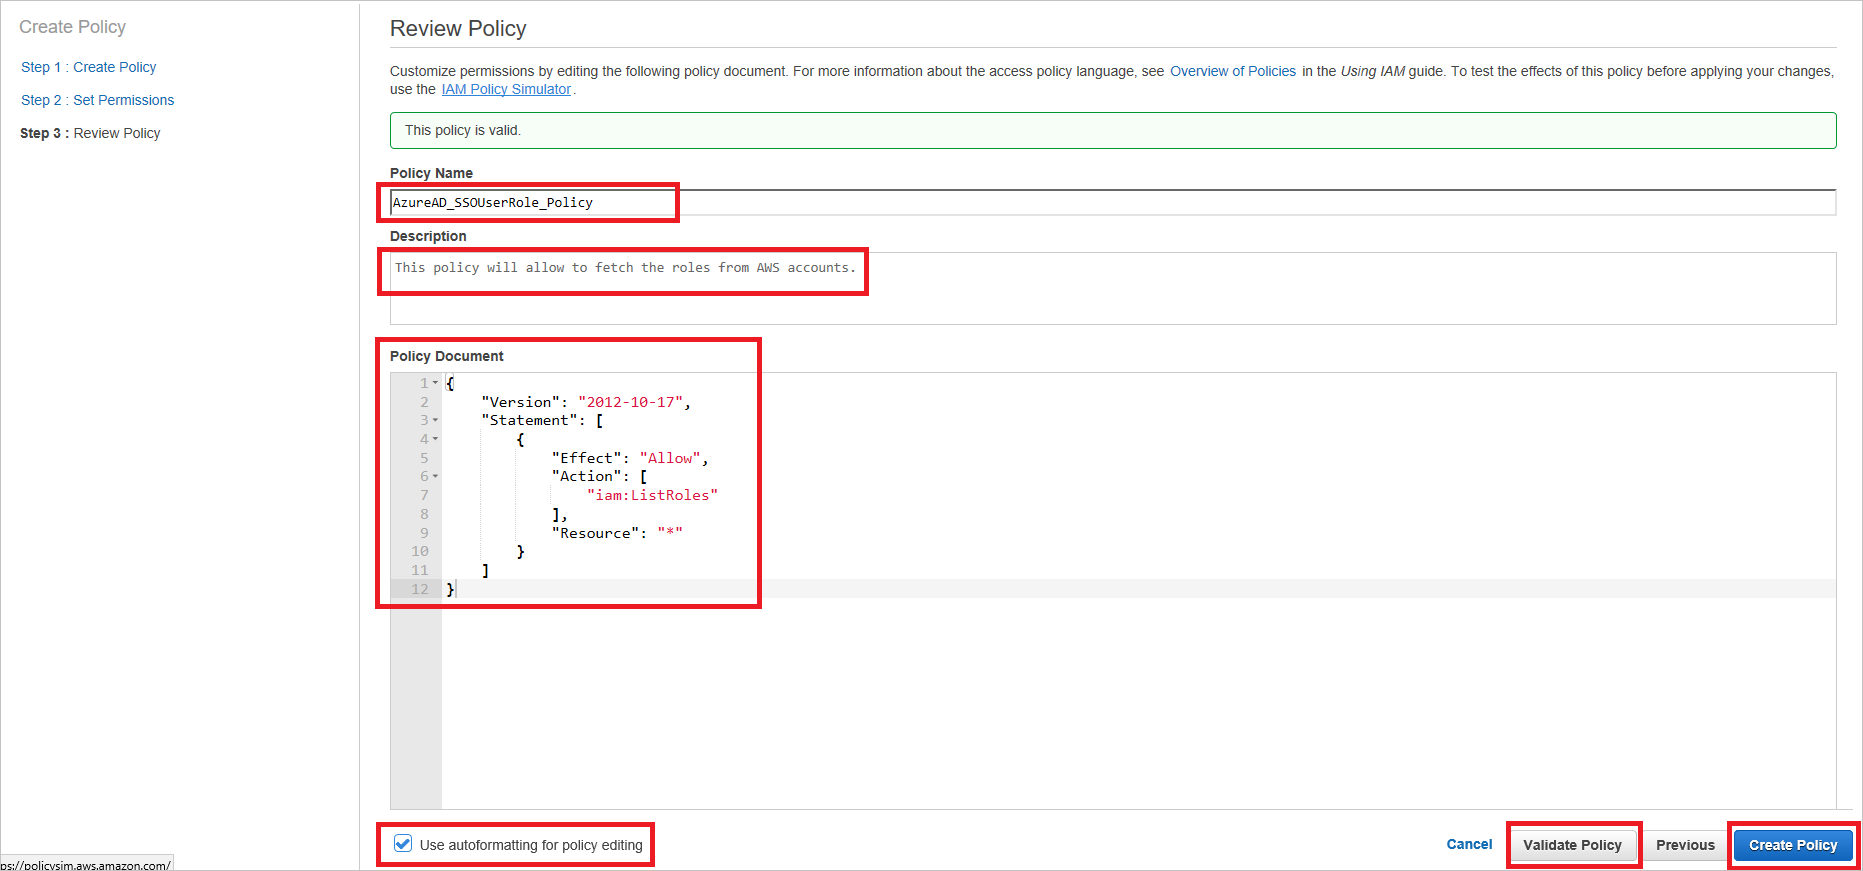 Create Policy
Step 1 : Create Policy
Step 2 : Set Permissions
Step 3 : Review Policy
Review Policy
Customize permissions by editing the following policy document. For more information about the access policy language, see Overview of Policies in the Using IAM guide. To test the effects of this policy before applying your changes,
use the IAM Policy Simulator.
This policy is valid.
Policy Name
AzureAD_SSOUserRole_Policy
Description
This policy will allow to fetch the roles from AWS accounts.
Policy Document
1 {
2 "Version": "2012-10-17",
3 "Statement": [
4 {
5 "Effect": "Allow",
6 "Action": [
7 "iam:ListRoles"
8 ],
9 "Resource": "*"
10 }
11 ]
12 }
Use autoformatting for policy editing
Cancel
Validate Policy
Previous
Create Policy
ps://policysim.aws.amazon.com/